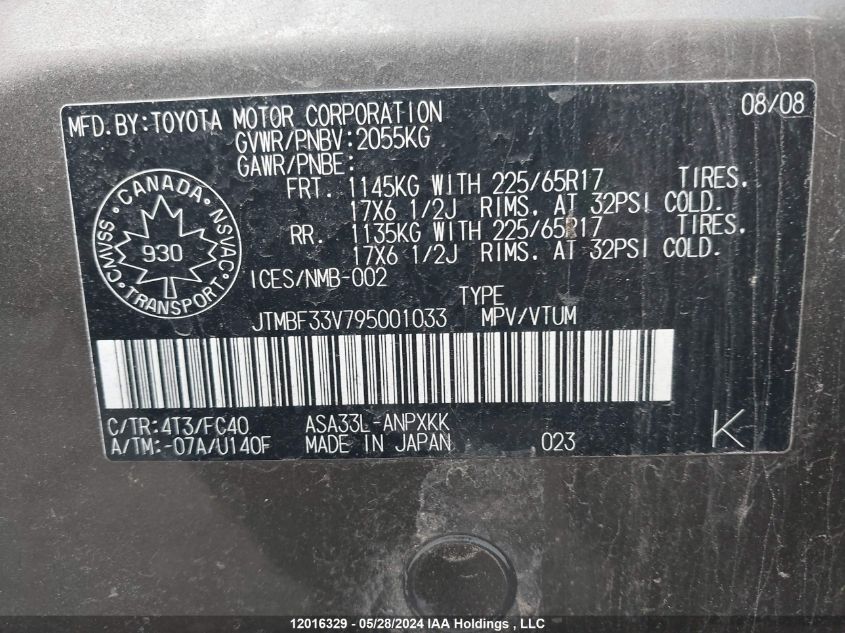 08/08
MFD.BY:TOYOTA MOTOR CORPORATION
GVWR/PNBV:2055KG
GAWR/PNBE:
FRT. 1145KG WITH 225/65R17 TIRES.
17X6 1/2J RIMS. AT 32PSI COLD.
RR. 1135KG WITH 225/65R17 TIRES.
17X6 1/2J RIMS. AT 32PSI COLD.
CANADA
CMVSS NSVAC
930
TRANSPORT
ICES/NMB-002
TYPE
JTMBF33V795001033 MPV/VTUM
C/TR:4T3/FC40 ASA33L-ANPXKK
A/TM:-07A/U140F MADE IN JAPAN 023 K
12016329 - 05/28/2024 IAA Holdings, LLC